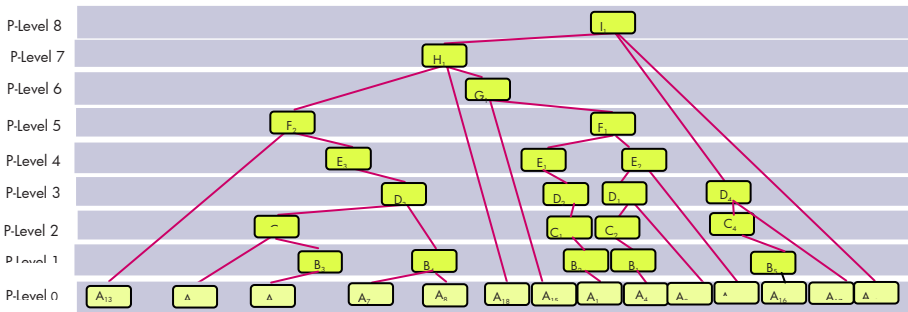 P-Level 8
I₁
P-Level 7
H₁
P-Level 6
G₁
P-Level 5
F₂ F₁
P-Level 4
E₃ E₁ E₂
P-Level 3
D₁ D₄
P-Level 2
C₁ C₂ C₄
P-Level 1
B₃ B₄ B₂ B₁ B₅
P-Level 0
A₁₃ A A A₇ A₈ A₁₈ A₁₅ A₁ A₄ A A₁₆ A A